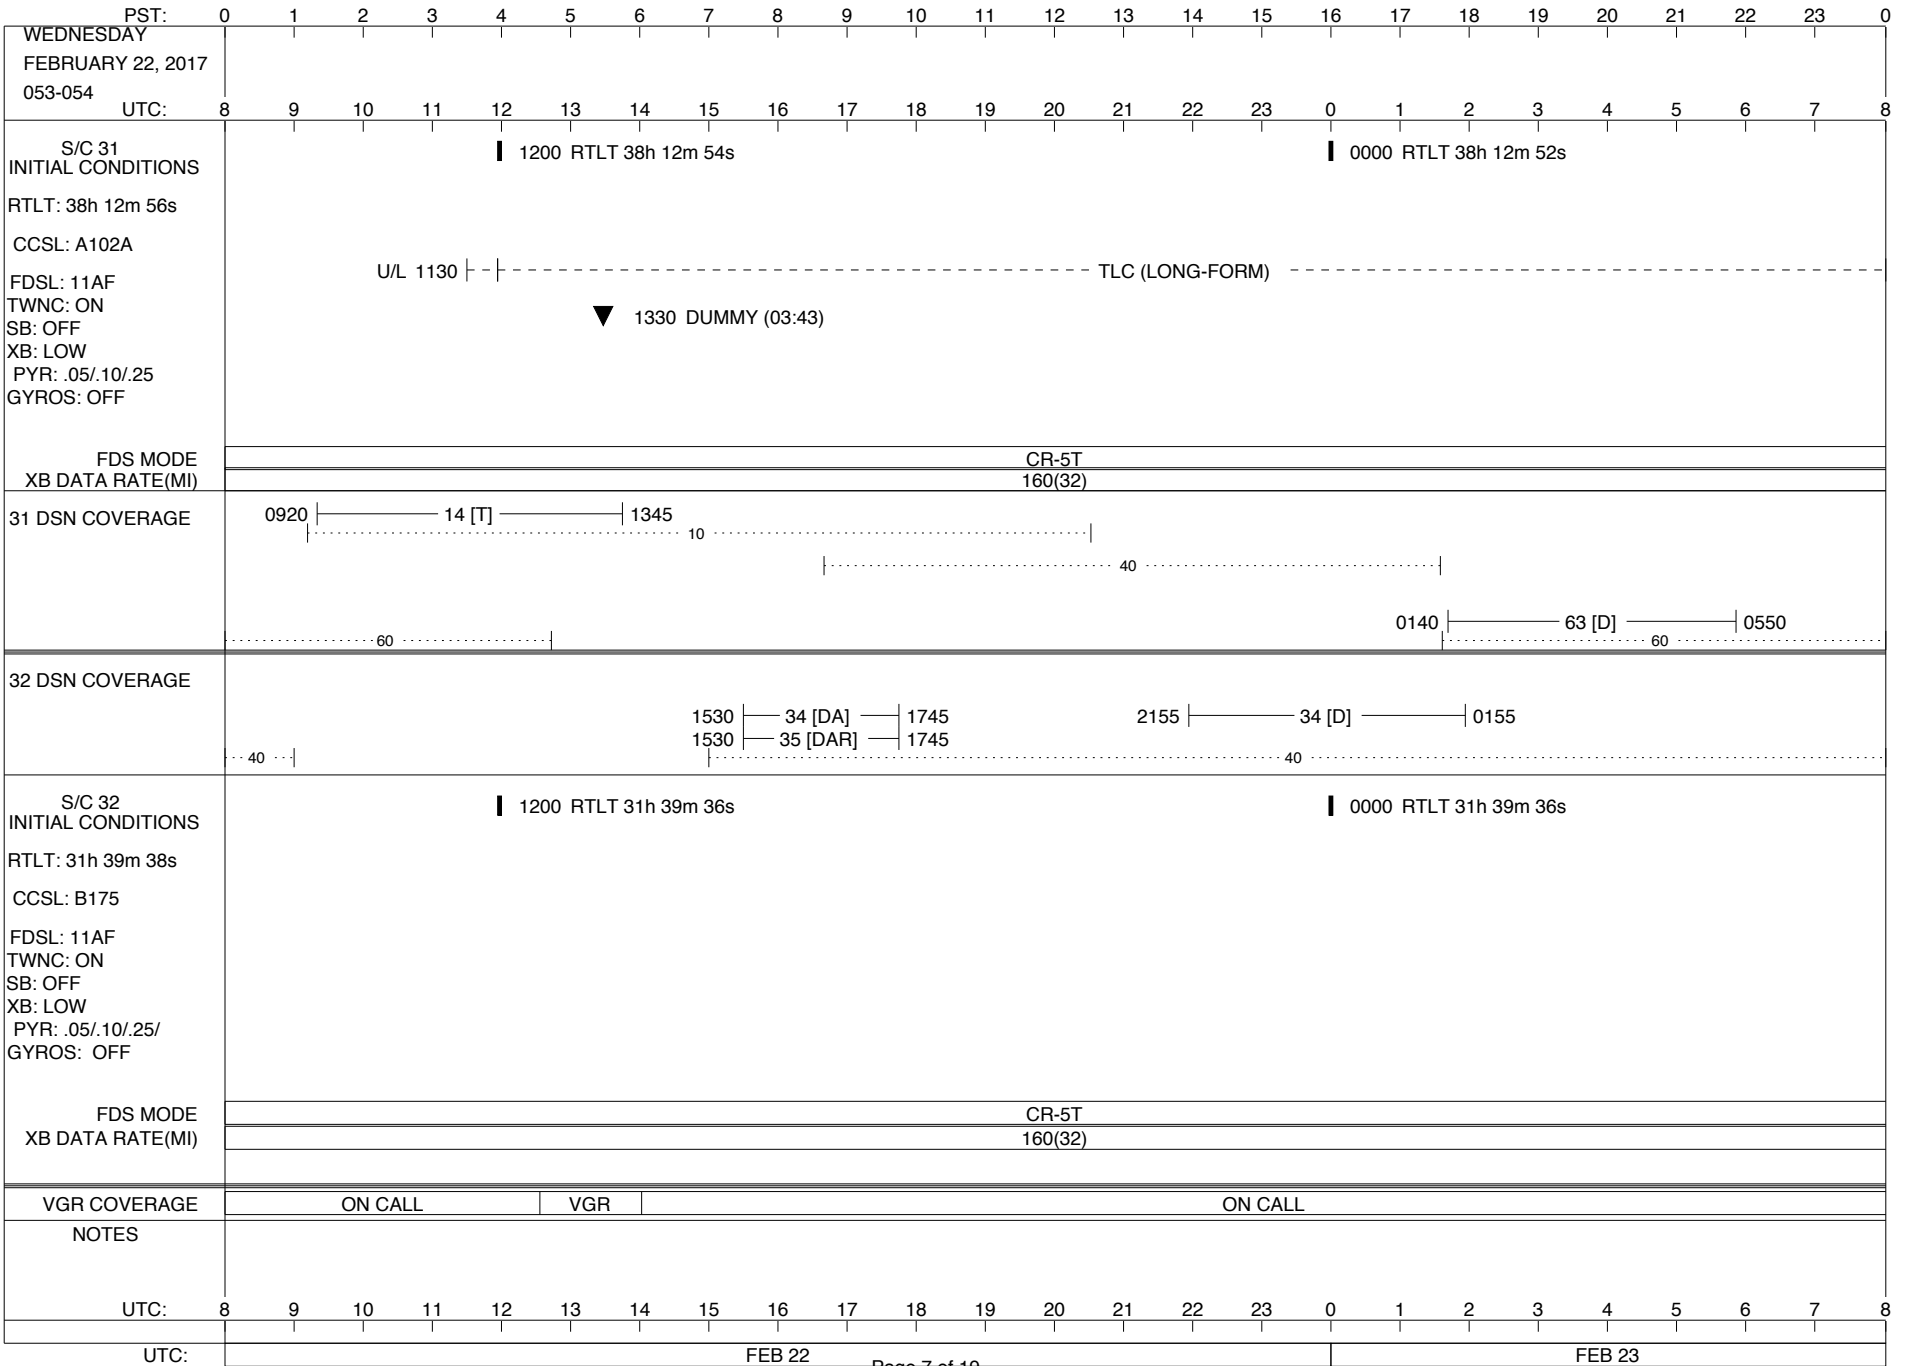 PST: 0 1 2 3 4 5 6 7 8 9 10 11 12 13 14 15 16 17 18 19 20 21 22 23 0
WEDNESDAY
FEBRUARY 22, 2017
053-054
UTC: 8 9 10 11 12 13 14 15 16 17 18 19 20 21 22 23 0 1 2 3 4 5 6 7 8
S/C 31
INITIAL CONDITIONS
1200 RTLT 38h 12m 54s
0000 RTLT 38h 12m 52s
RTLT: 38h 12m 56s
CCSL: A102A
U/L 1130
TLC (LONG-FORM)
FDSL: 11AF
TWNC: ON
1330 DUMMY (03:43)
SB: OFF
XB: LOW
PYR: .05/.10/.25
GYROS: OFF
FDS MODE CR-5T
XB DATA RATE(MI) 160(32)
31 DSN COVERAGE
0920 14 [T] 1345
10
40
0140 63 [D] 0550
60 60
32 DSN COVERAGE
1530 34 [DA] 1745 2155 34 [D] 0155
1530 35 [DAR] 1745
40 40
S/C 32
INITIAL CONDITIONS
1200 RTLT 31h 39m 36s
0000 RTLT 31h 39m 36s
RTLT: 31h 39m 38s
CCSL: B175
FDSL: 11AF
TWNC: ON
SB: OFF
XB: LOW
PYR: .05/.10/.25/
GYROS: OFF
FDS MODE CR-5T
XB DATA RATE(MI) 160(32)
VGR COVERAGE ON CALL VGR ON CALL
NOTES
UTC: 8 9 10 11 12 13 14 15 16 17 18 19 20 21 22 23 0 1 2 3 4 5 6 7 8
UTC: FEB 22 FEB 23
Page 7 of 10